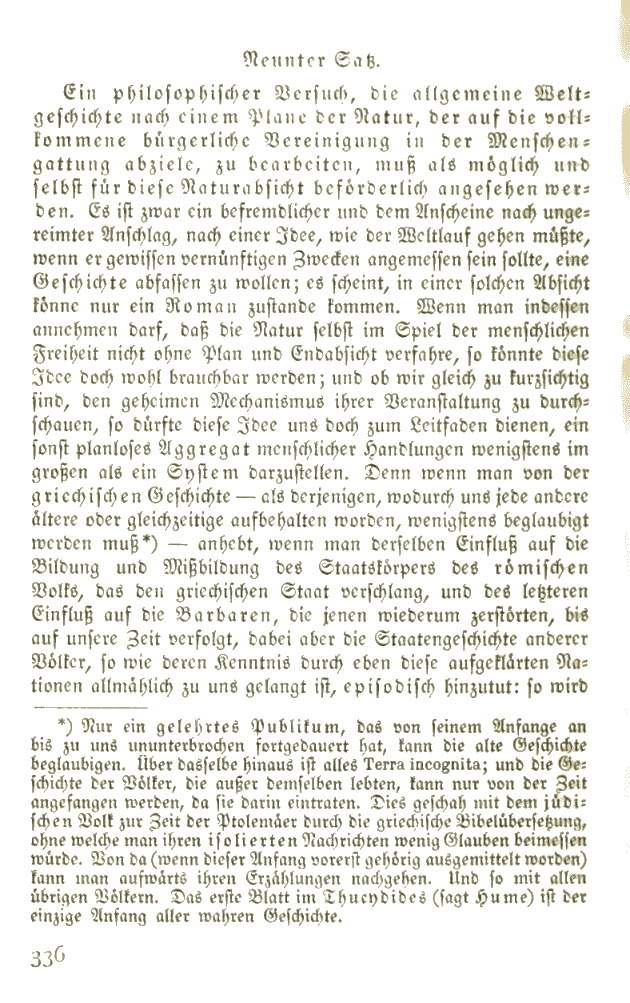 Neunter Satz.
Ein philosophischer Versuch, die allgemeine Welt-
geschichte nach einem Plane der Natur, der auf die voll-
kommene bürgerliche Vereinigung in der Menschen-
gattung abziele, zu bearbeiten, muß als möglich und
selbst für diese Naturabsicht beförderlich angesehen wer-
den. Es ist zwar ein befremdlicher und dem Anscheine nach unge-
reimter Anschlag, nach einer Idee, wie der Weltlauf gehen müßte,
wenn er gewissen vernünftigen Zwecken angemessen sein sollte, eine
Geschichte abfassen zu wollen; es scheint, in einer solchen Absicht
könne nur ein Roman zustande kommen. Wenn man indessen
annehmen darf, daß die Natur selbst im Spiel der menschlichen
Freiheit nicht ohne Plan und Endabsicht verfahre, so könnte diese
Idee doch wohl brauchbar werden; und ob wir gleich zu kurzsichtig
sind, den geheimen Mechanismus ihrer Veranstaltung zu durch-
schauen, so dürfte diese Idee uns doch zum Leitfaden dienen, ein
sonst planloses Aggregat menschlicher Handlungen wenigstens im
großen als ein System darzustellen. Denn wenn man von der
griechischen Geschichte — als derjenigen, wodurch uns jede andere
ältere oder gleichzeitige aufbehalten worden, wenigstens beglaubigt
werden muß*) — anhebt, wenn man derselben Einfluß auf die
Bildung und Mißbildung des Staatskörpers des römischen
Volks, das den griechischen Staat verschlang, und des letzteren
Einfluß auf die Barbaren, die jenen wiederum zerstörten, bis
auf unsere Zeit verfolgt, dabei aber die Staatengeschichte anderer
Völker, so wie deren Kenntnis durch eben diese aufgeklärten Na-
tionen allmählich zu uns gelangt ist, episodisch hinzutut: so wird
*) Nur ein gelehrtes Publikum, das von seinem Anfange an
bis zu uns ununterbrochen fortgedauert hat, kann die alte Geschichte
beglaubigen. Über dasselbe hinaus ist alles Terra incognita; und die Ge-
schichte der Völker, die außer demselben lebten, kann nur von der Zeit
angefangen werden, da sie darin eintraten. Dies geschah mit dem jüdi-
schen Volk zur Zeit der Ptolemäer durch die griechische Bibelübersetzung,
ohne welche man ihren isolierten Nachrichten wenig Glauben beimessen
würde. Von da (wenn dieser Anfang vorerst gehörig ausgemittelt worden)
kann man aufwärts ihren Erzählungen nachgehen. Und so mit allen
übrigen Völkern. Das erste Blatt im Thucydides (sagt Hume) ist der
einzige Anfang aller wahren Geschichte.
336